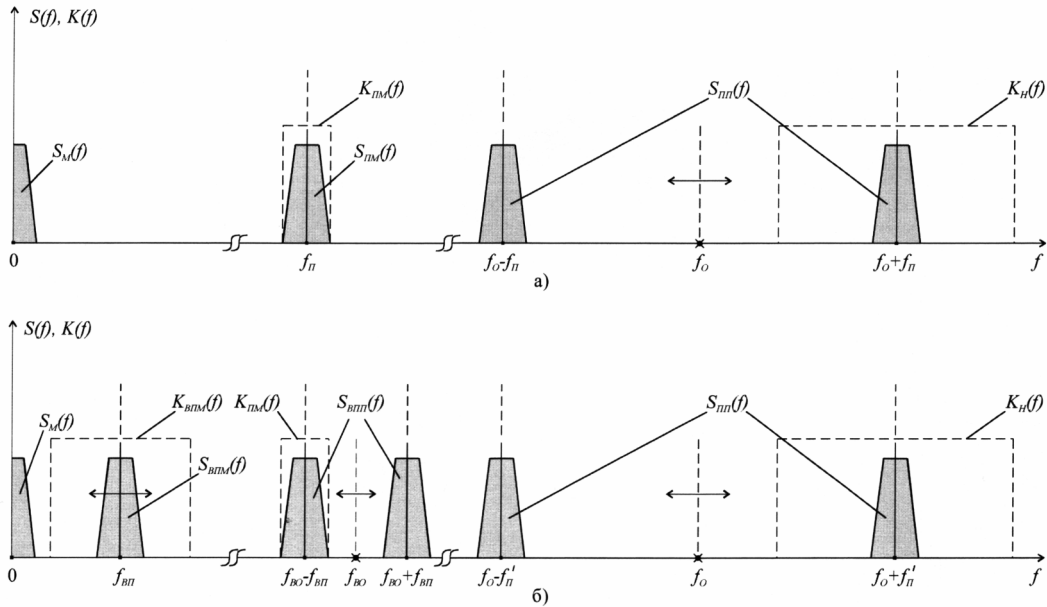 S(f), K(f)
K_ПМ(f)
S_ПП(f)
K_Н(f)
S_М(f)
S_ПМ(f)
0
f_П
f_О-f_П
f_О
f_О+f_П
f
а)
S(f), K(f)
S_М(f)
K_ВПМ(f)
K_ПМ(f)
S_ВПП(f)
S_ПП(f)
K_Н(f)
S_ВПМ(f)
0
f_ВП
f_ВО-f_ВП
f_ВО
f_ВО+f_ВП
f_О-f_П'
f_О
f_О+f_П'
f
б)